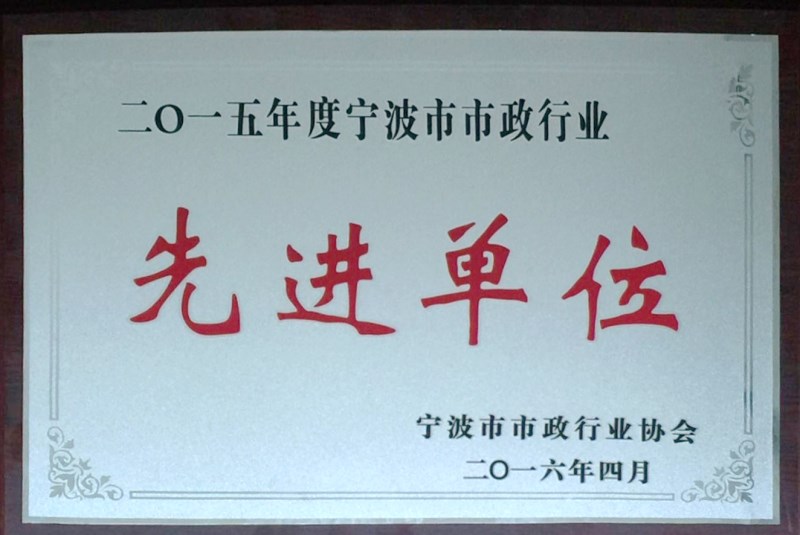 二〇一五年度宁波市市政行业
先进单位
宁波市市政行业协会
二〇一六年四月